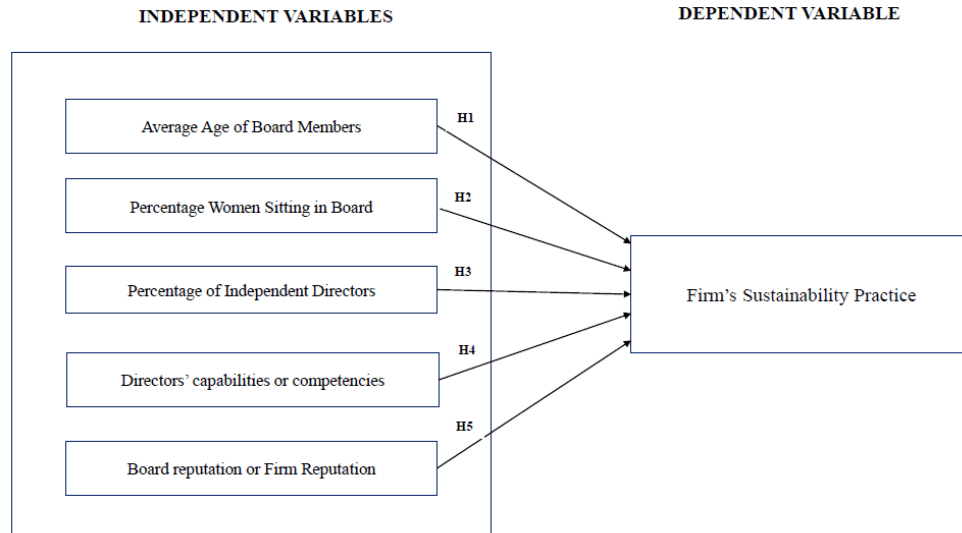 INDEPENDENT VARIABLES
DEPENDENT VARIABLE
Average Age of Board Members
H1
Percentage Women Sitting in Board
H2
Percentage of Independent Directors
H3
Directors’ capabilities or competencies
H4
Board reputation or Firm Reputation
H5
Firm’s Sustainability Practice